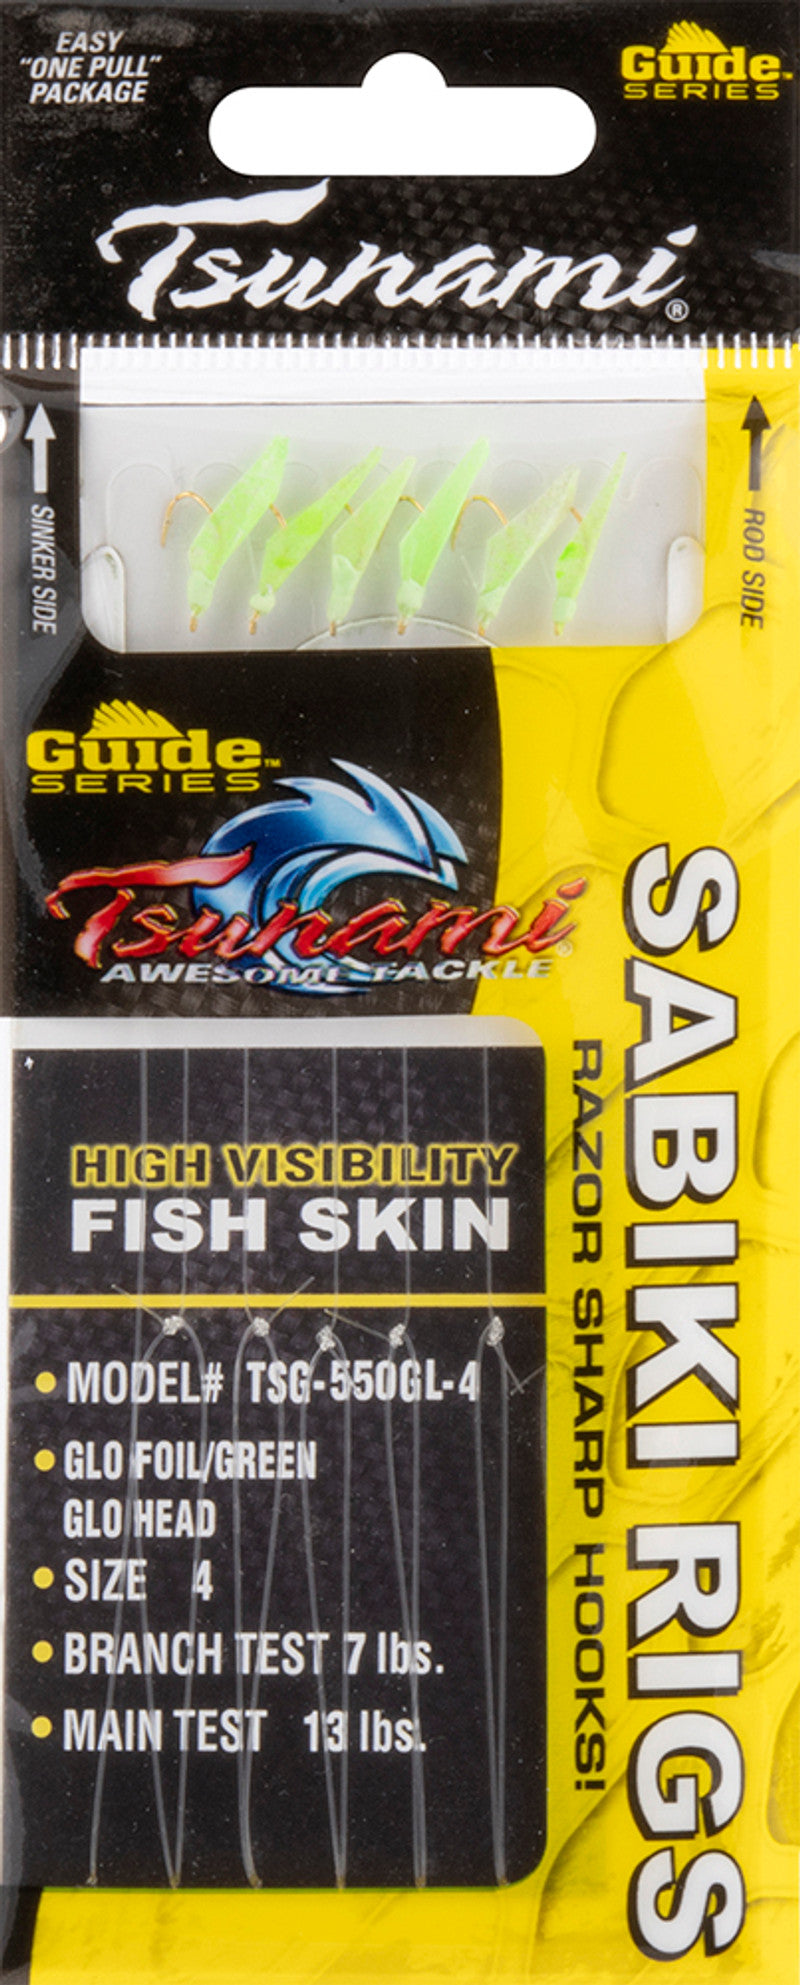 EASY
"ONE PULL"
PACKAGE
Guide™
SERIES
Tsunami®
SINKER SIDE
ROD SIDE
Guide™
SERIES
Tsunami®
AWESOME TACKLE
SABIKI RIGS
RAZOR SHARP HOOKS!
HIGH VISIBILITY
FISH SKIN
• MODEL# TSG-550GL-4
• GLO FOIL/GREEN
GLO HEAD
• SIZE 4
• BRANCH TEST 7 lbs.
• MAIN TEST 13 lbs.